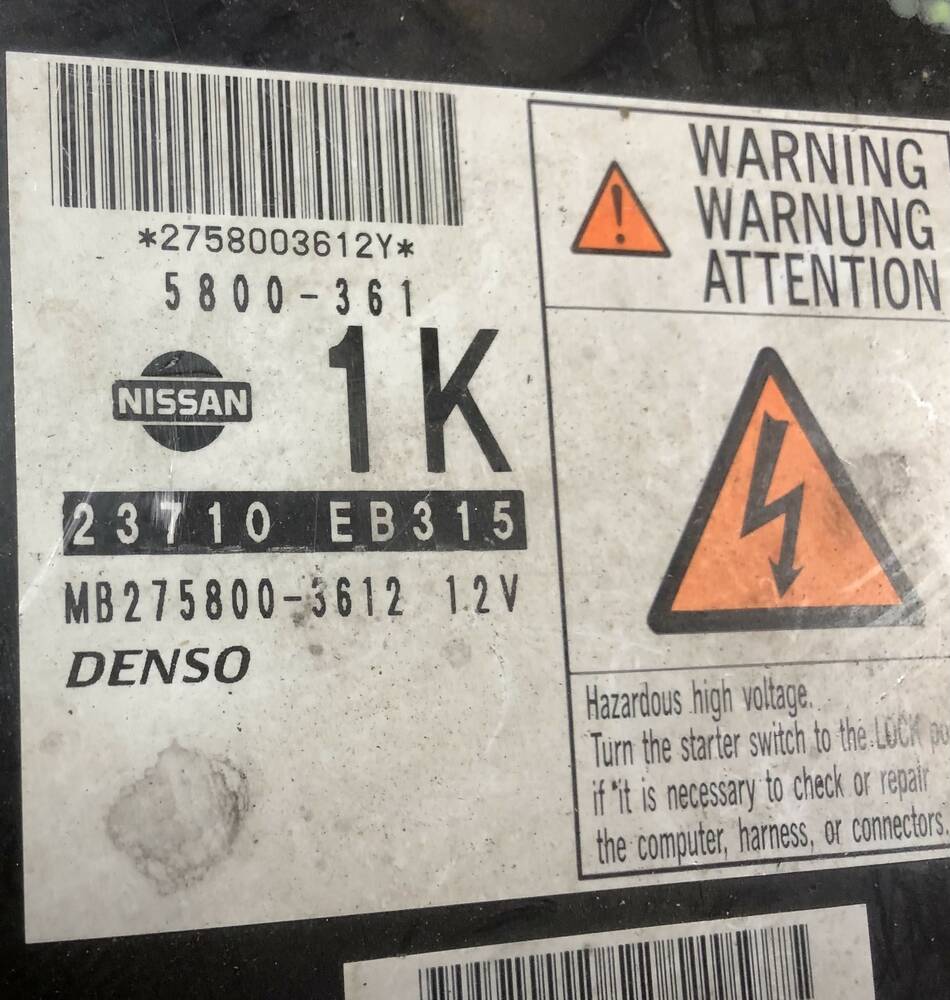 *2758003612Y*
5800-361
NISSAN
1K
23710 EB315
MB275800-3612 12V
DENSO
WARNING
WARNUNG
ATTENTION
Hazardous high voltage.
Turn the starter switch to the LOCK
if it is necessary to check or repair
the computer, harness, or connectors.